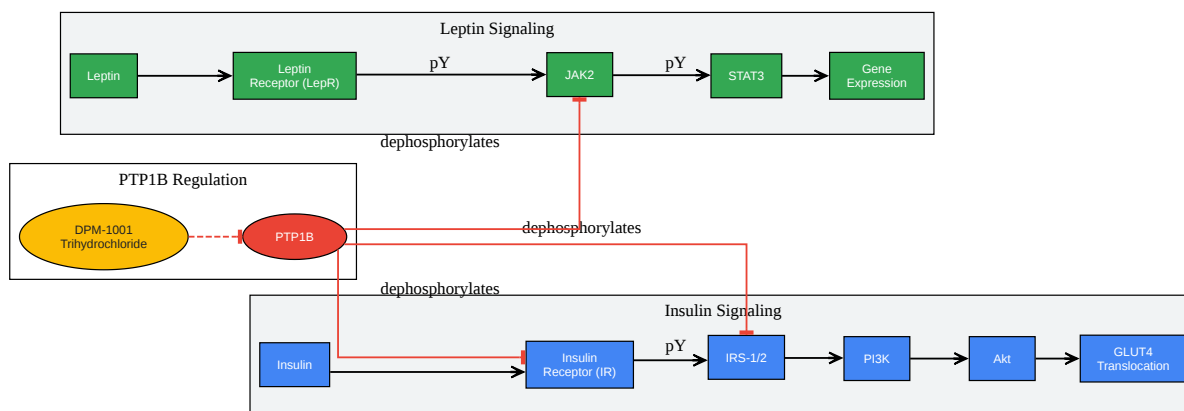 Leptin Signaling
Leptin
Leptin
Receptor (LepR)
pY
JAK2
pY
STAT3
Gene
Expression
dephosphorylates
PTP1B Regulation
DPM-1001
Trihydrochloride
PTP1B
dephosphorylates
dephosphorylates
Insulin Signaling
Insulin
Insulin
Receptor (IR)
pY
IRS-1/2
PI3K
Akt
GLUT4
Translocation